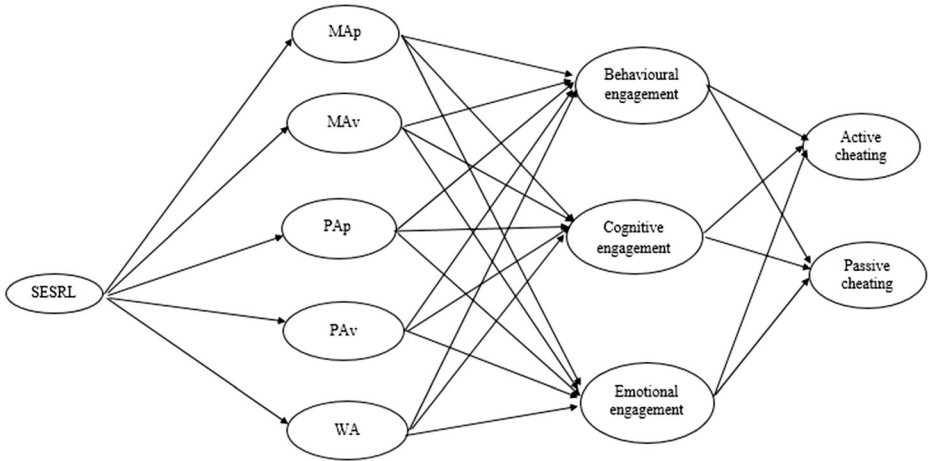 SESRL
MAp
MAv
PAp
PAv
WA
Behavioural
engagement
Cognitive
engagement
Emotional
engagement
Active
cheating
Passive
cheating